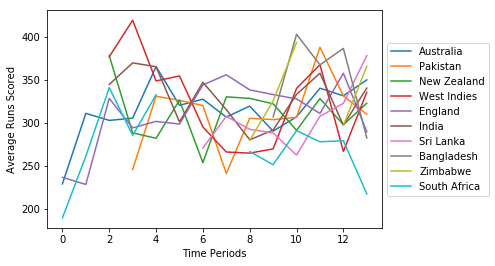 Average Runs Scored
400
350
300
250
200
0
2
4
6
8
10
12
Time Periods
Australia
Pakistan
New Zealand
West Indies
England
India
Sri Lanka
Bangladesh
Zimbabwe
South Africa